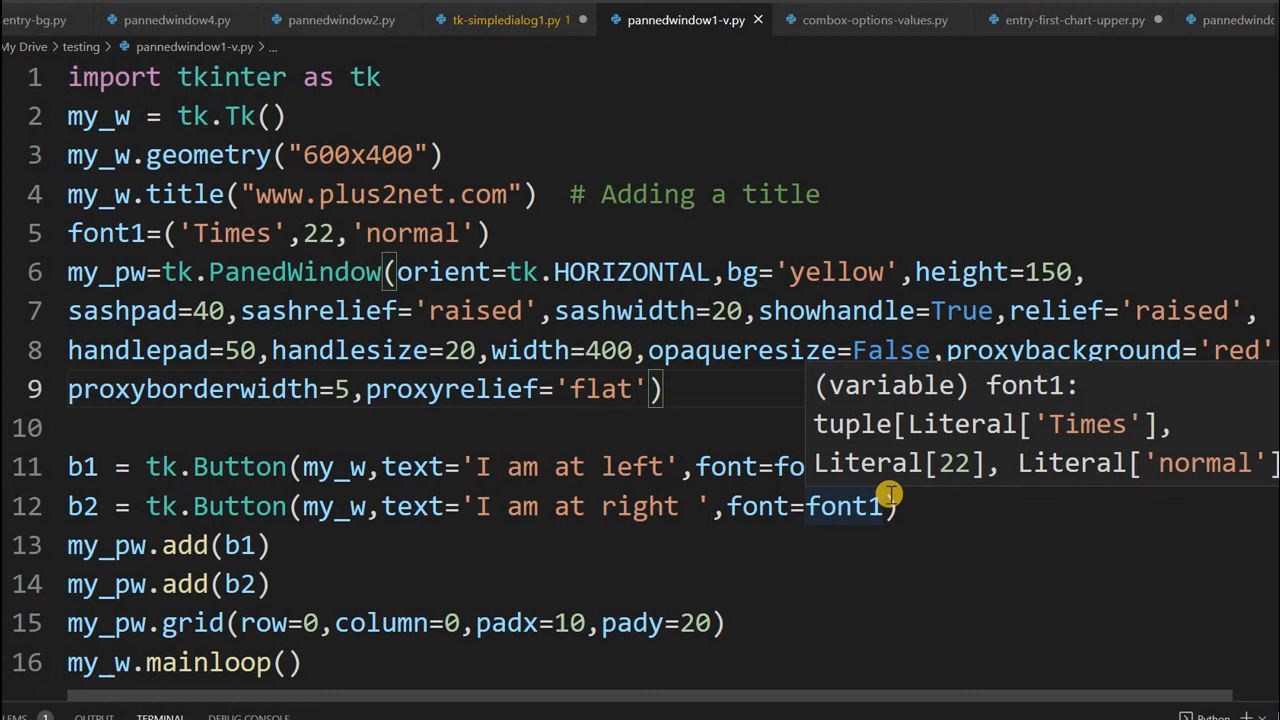 entry-bg.py pannedwindow4.py pannedwindow2.py tk-simpledialog1.py 1 pannedwindow1-v.py × combox-options-values.py entry-first-chart-upper.py pannedwindo
My Drive > testing > pannedwindow1-v.py > ...
1 import tkinter as tk
2 my_w = tk.Tk()
3 my_w.geometry("600x400")
4 my_w.title("www.plus2net.com")  # Adding a title
5 font1=('Times',22,'normal')
6 my_pw=tk.PanedWindow(orient=tk.HORIZONTAL,bg='yellow',height=150,
7 sashpad=40,sashrelief='raised',sashwidth=20,showhandle=True,relief='raised',
8 handlepad=50,handlesize=20,width=400,opaqueresize=False,proxybackground='red'
9 proxyborderwidth=5,proxyrelief='flat')
(variable) font1:
tuple[Literal['Times'],
Literal[22], Literal['normal']
10
11 b1 = tk.Button(my_w,text='I am at left',font=fo
12 b2 = tk.Button(my_w,text='I am at right ',font=font1)
13 my_pw.add(b1)
14 my_pw.add(b2)
15 my_pw.grid(row=0,column=0,padx=10,pady=20)
16 my_w.mainloop()
LEMS 1 OUTPUT TERMINAL DEBUG CONSOLE Python